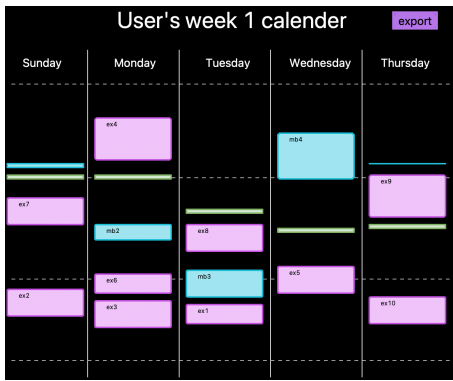 User's week 1 calender
export
Sunday
Monday
Tuesday
Wednesday
Thursday
ex7
ex2
ex4
mb2
ex6
ex3
ex8
mb3
ex1
mb4
ex5
ex9
ex10